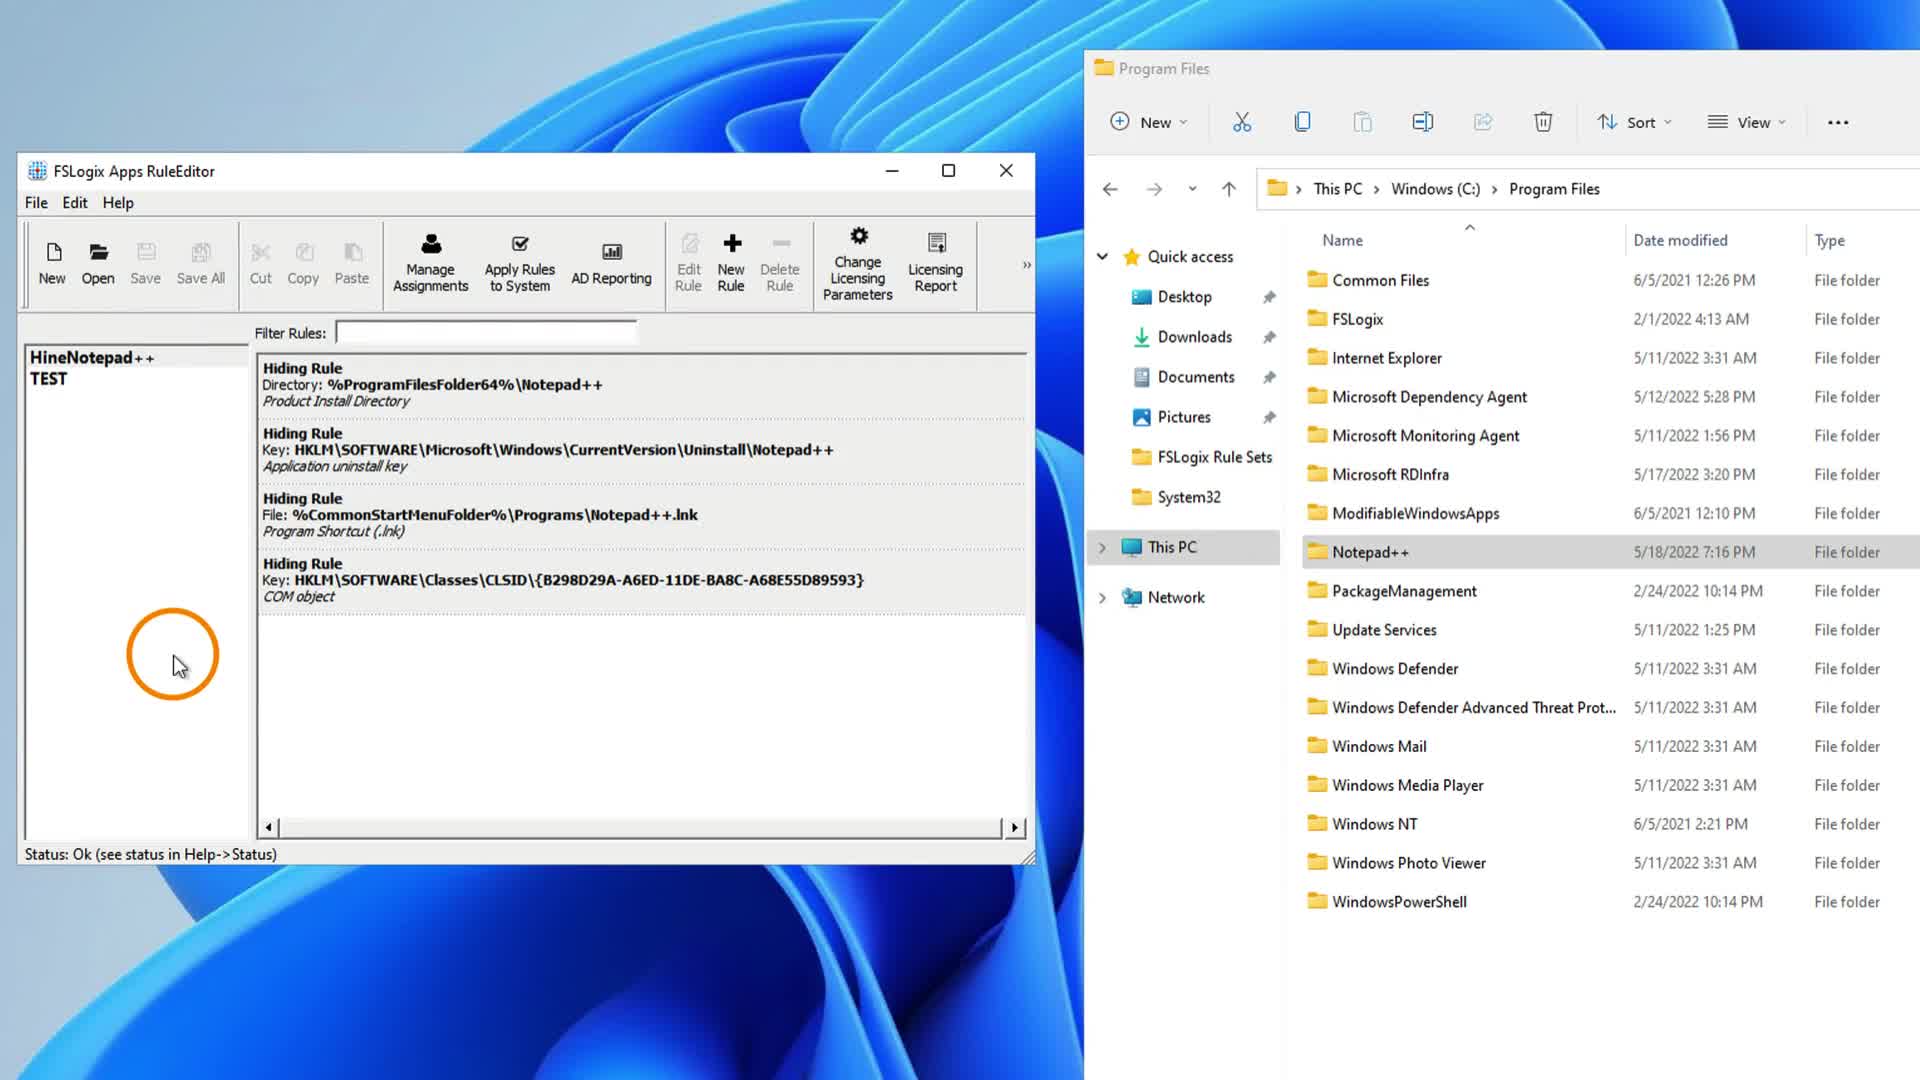 FSLogix Apps RuleEditor
File Edit Help
New Open Save Save All Cut Copy Paste Manage Assignments Apply Rules to System AD Reporting Edit Rule New Rule Delete Rule Change Licensing Parameters Licensing Report »
Filter Rules:
HineNotepad++
TEST
Hiding Rule
Directory: %ProgramFilesFolder64%\Notepad++
Product Install Directory
Hiding Rule
Key: HKLM\SOFTWARE\Microsoft\Windows\CurrentVersion\Uninstall\Notepad++
Application uninstall key
Hiding Rule
File: %CommonStartMenuFolder%\Programs\Notepad++.lnk
Program Shortcut (.lnk)
Hiding Rule
Key: HKLM\SOFTWARE\Classes\CLSID\{B298D29A-A6ED-11DE-BA8C-A68E55D89593}
COM object
Status: Ok (see status in Help->Status)
Program Files
New Sort View ...
This PC > Windows (C:) > Program Files
Quick access
Desktop
Downloads
Documents
Pictures
FSLogix Rule Sets
System32
This PC
Network
Name Date modified Type
Common Files 6/5/2021 12:26 PM File folder
FSLogix 2/1/2022 4:13 AM File folder
Internet Explorer 5/11/2022 3:31 AM File folder
Microsoft Dependency Agent 5/12/2022 5:28 PM File folder
Microsoft Monitoring Agent 5/11/2022 1:56 PM File folder
Microsoft RDInfra 5/17/2022 3:20 PM File folder
ModifiableWindowsApps 6/5/2021 12:10 PM File folder
Notepad++ 5/18/2022 7:16 PM File folder
PackageManagement 2/24/2022 10:14 PM File folder
Update Services 5/11/2022 1:25 PM File folder
Windows Defender 5/11/2022 3:31 AM File folder
Windows Defender Advanced Threat Prot... 5/11/2022 3:31 AM File folder
Windows Mail 5/11/2022 3:31 AM File folder
Windows Media Player 5/11/2022 3:31 AM File folder
Windows NT 6/5/2021 2:21 PM File folder
Windows Photo Viewer 5/11/2022 3:31 AM File folder
WindowsPowerShell 2/24/2022 10:14 PM File folder